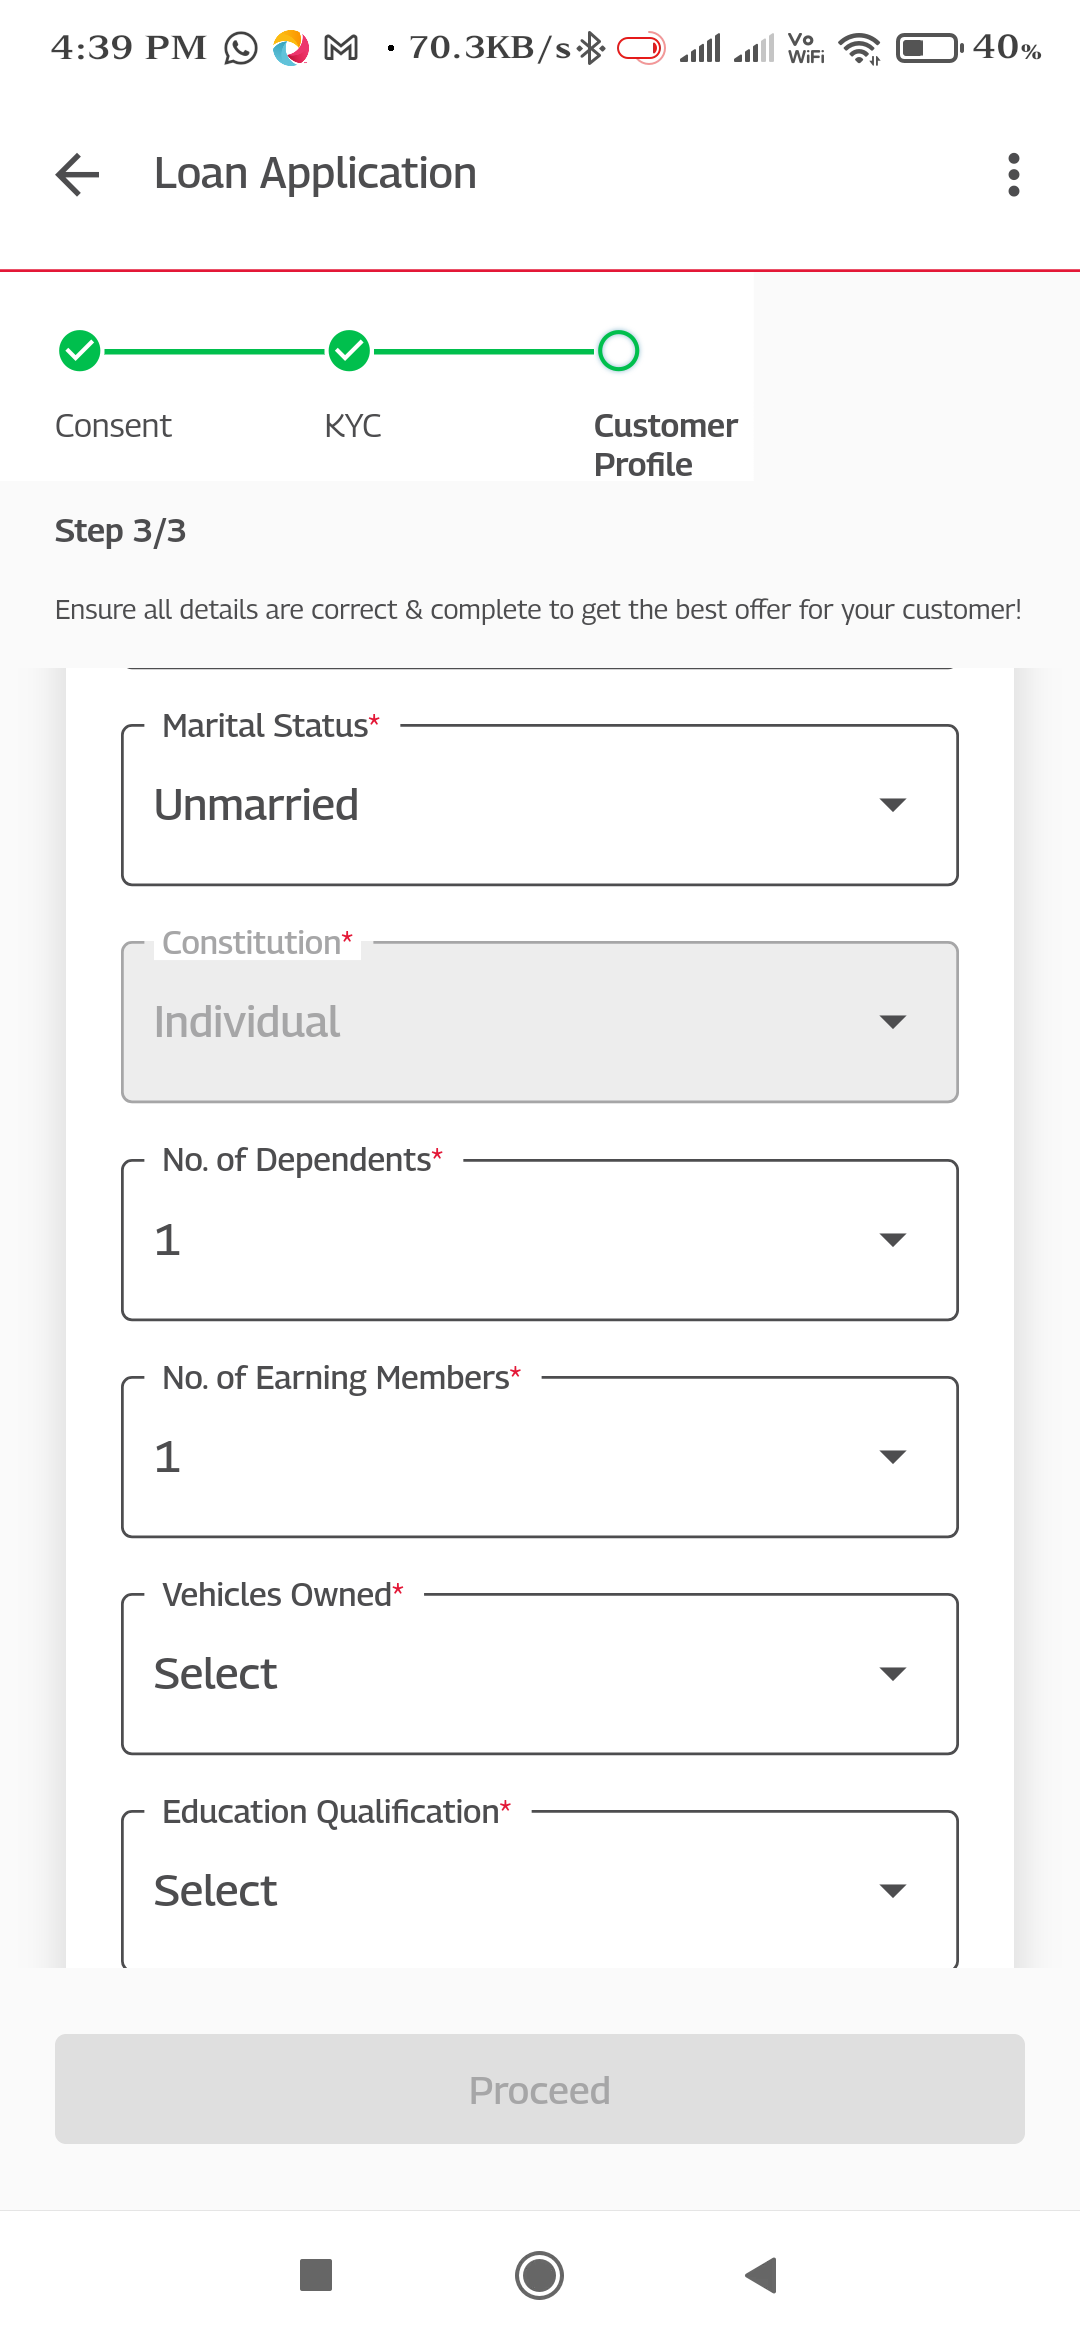 4:39 PM
70.3KB/s
Vo
WiFi
40%
Loan Application
Consent
KYC
Customer
Profile
Step 3/3
Ensure all details are correct & complete to get the best offer for your customer!
Marital Status*
Unmarried
Constitution*
Individual
No. of Dependents*
1
No. of Earning Members*
1
Vehicles Owned*
Select
Education Qualification*
Select
Proceed